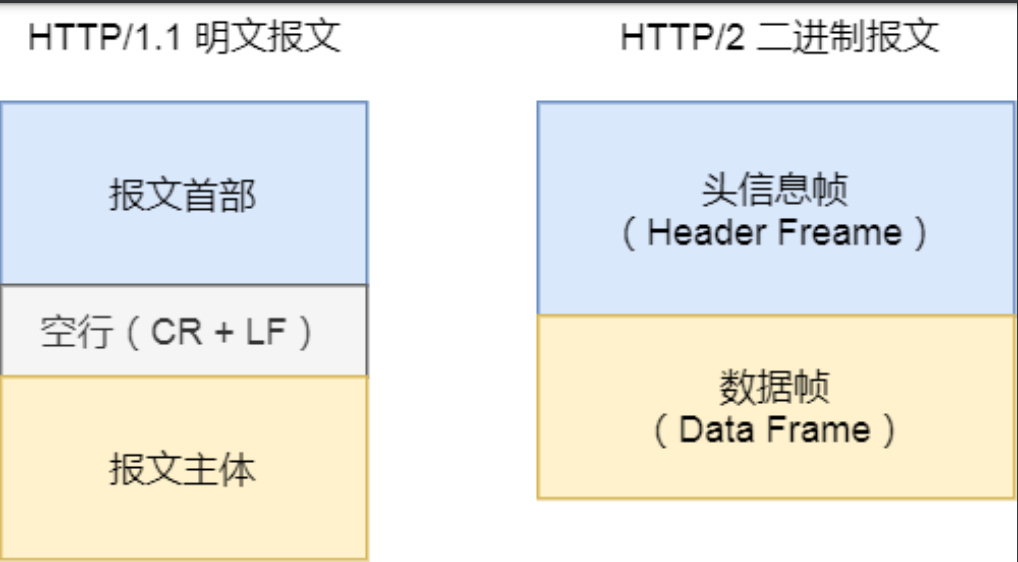 HTTP/1.1 明文报文
HTTP/2 二进制报文
报文首部
空行（CR + LF）
报文主体
头信息帧
（Header Freame）
数据帧
（Data Frame）